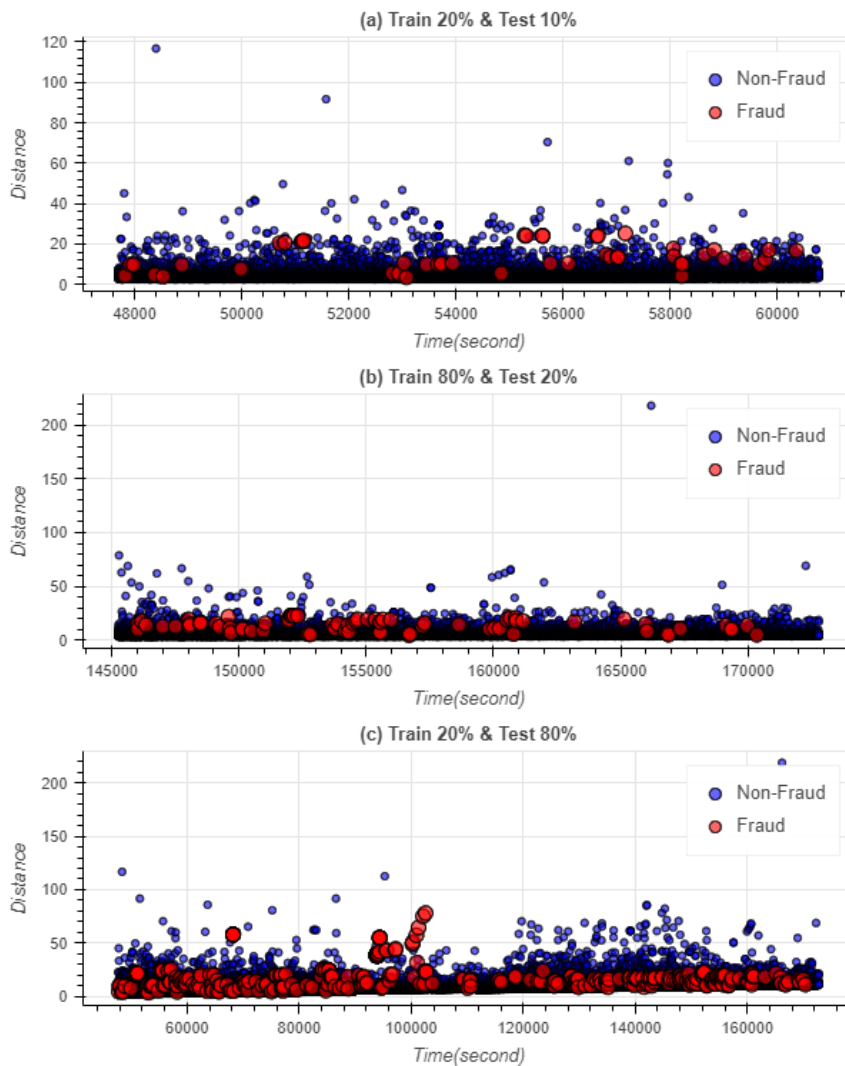 (a) Train 20% & Test 10%
120
100
80
60
40
20
0
Distance
Non-Fraud
Fraud
48000 50000 52000 54000 56000 58000 60000
Time(second)
(b) Train 80% & Test 20%
200
150
100
50
0
Distance
Non-Fraud
Fraud
145000 150000 155000 160000 165000 170000
Time(second)
(c) Train 20% & Test 80%
200
150
100
50
0
Distance
Non-Fraud
Fraud
60000 80000 100000 120000 140000 160000
Time(second)